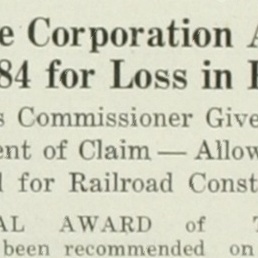 e Corporation A
84 for Loss in
s Commissioner Give
ent of Claim — Allow
l for Railroad Const
AL AWARD of T
been recommended on